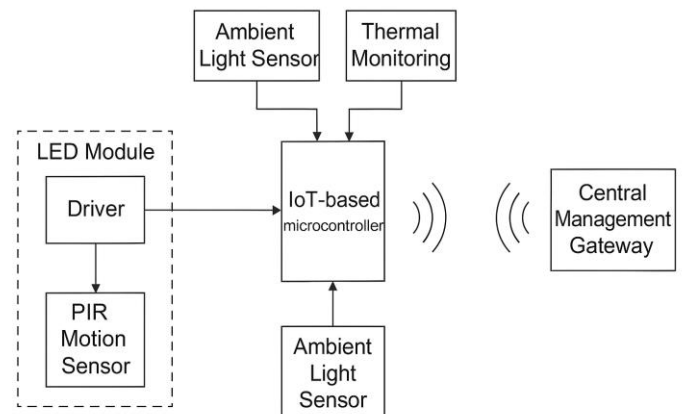 Ambient
Light Sensor
Thermal
Monitoring
LED Module
Driver
PIR
Motion
Sensor
IoT-based
microcontroller
Central
Management
Gateway
Ambient
Light
Sensor